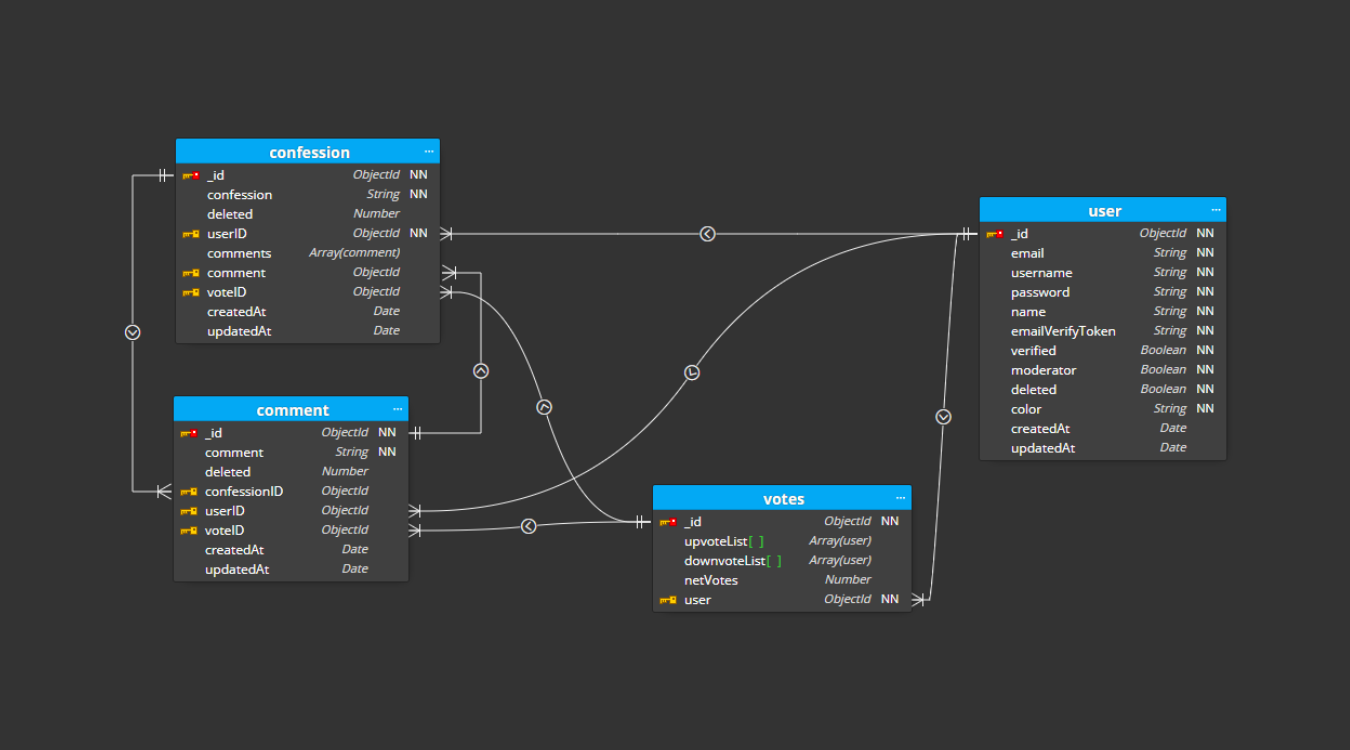 confession ...
_id ObjectId NN
confession String NN
deleted Number
userID ObjectId NN
comments Array(comment)
comment ObjectId
voteID ObjectId
createdAt Date
updatedAt Date
comment ...
_id ObjectId NN
comment String NN
deleted Number
confessionID ObjectId
userID ObjectId
voteID ObjectId
createdAt Date
updatedAt Date
user ...
_id ObjectId NN
email String NN
username String NN
password String NN
name String NN
emailVerifyToken String NN
verified Boolean NN
moderator Boolean NN
deleted Boolean NN
color String NN
createdAt Date
updatedAt Date
votes ...
_id ObjectId NN
upvoteList[ ] Array(user)
downvoteList[ ] Array(user)
netVotes Number
user ObjectId NN